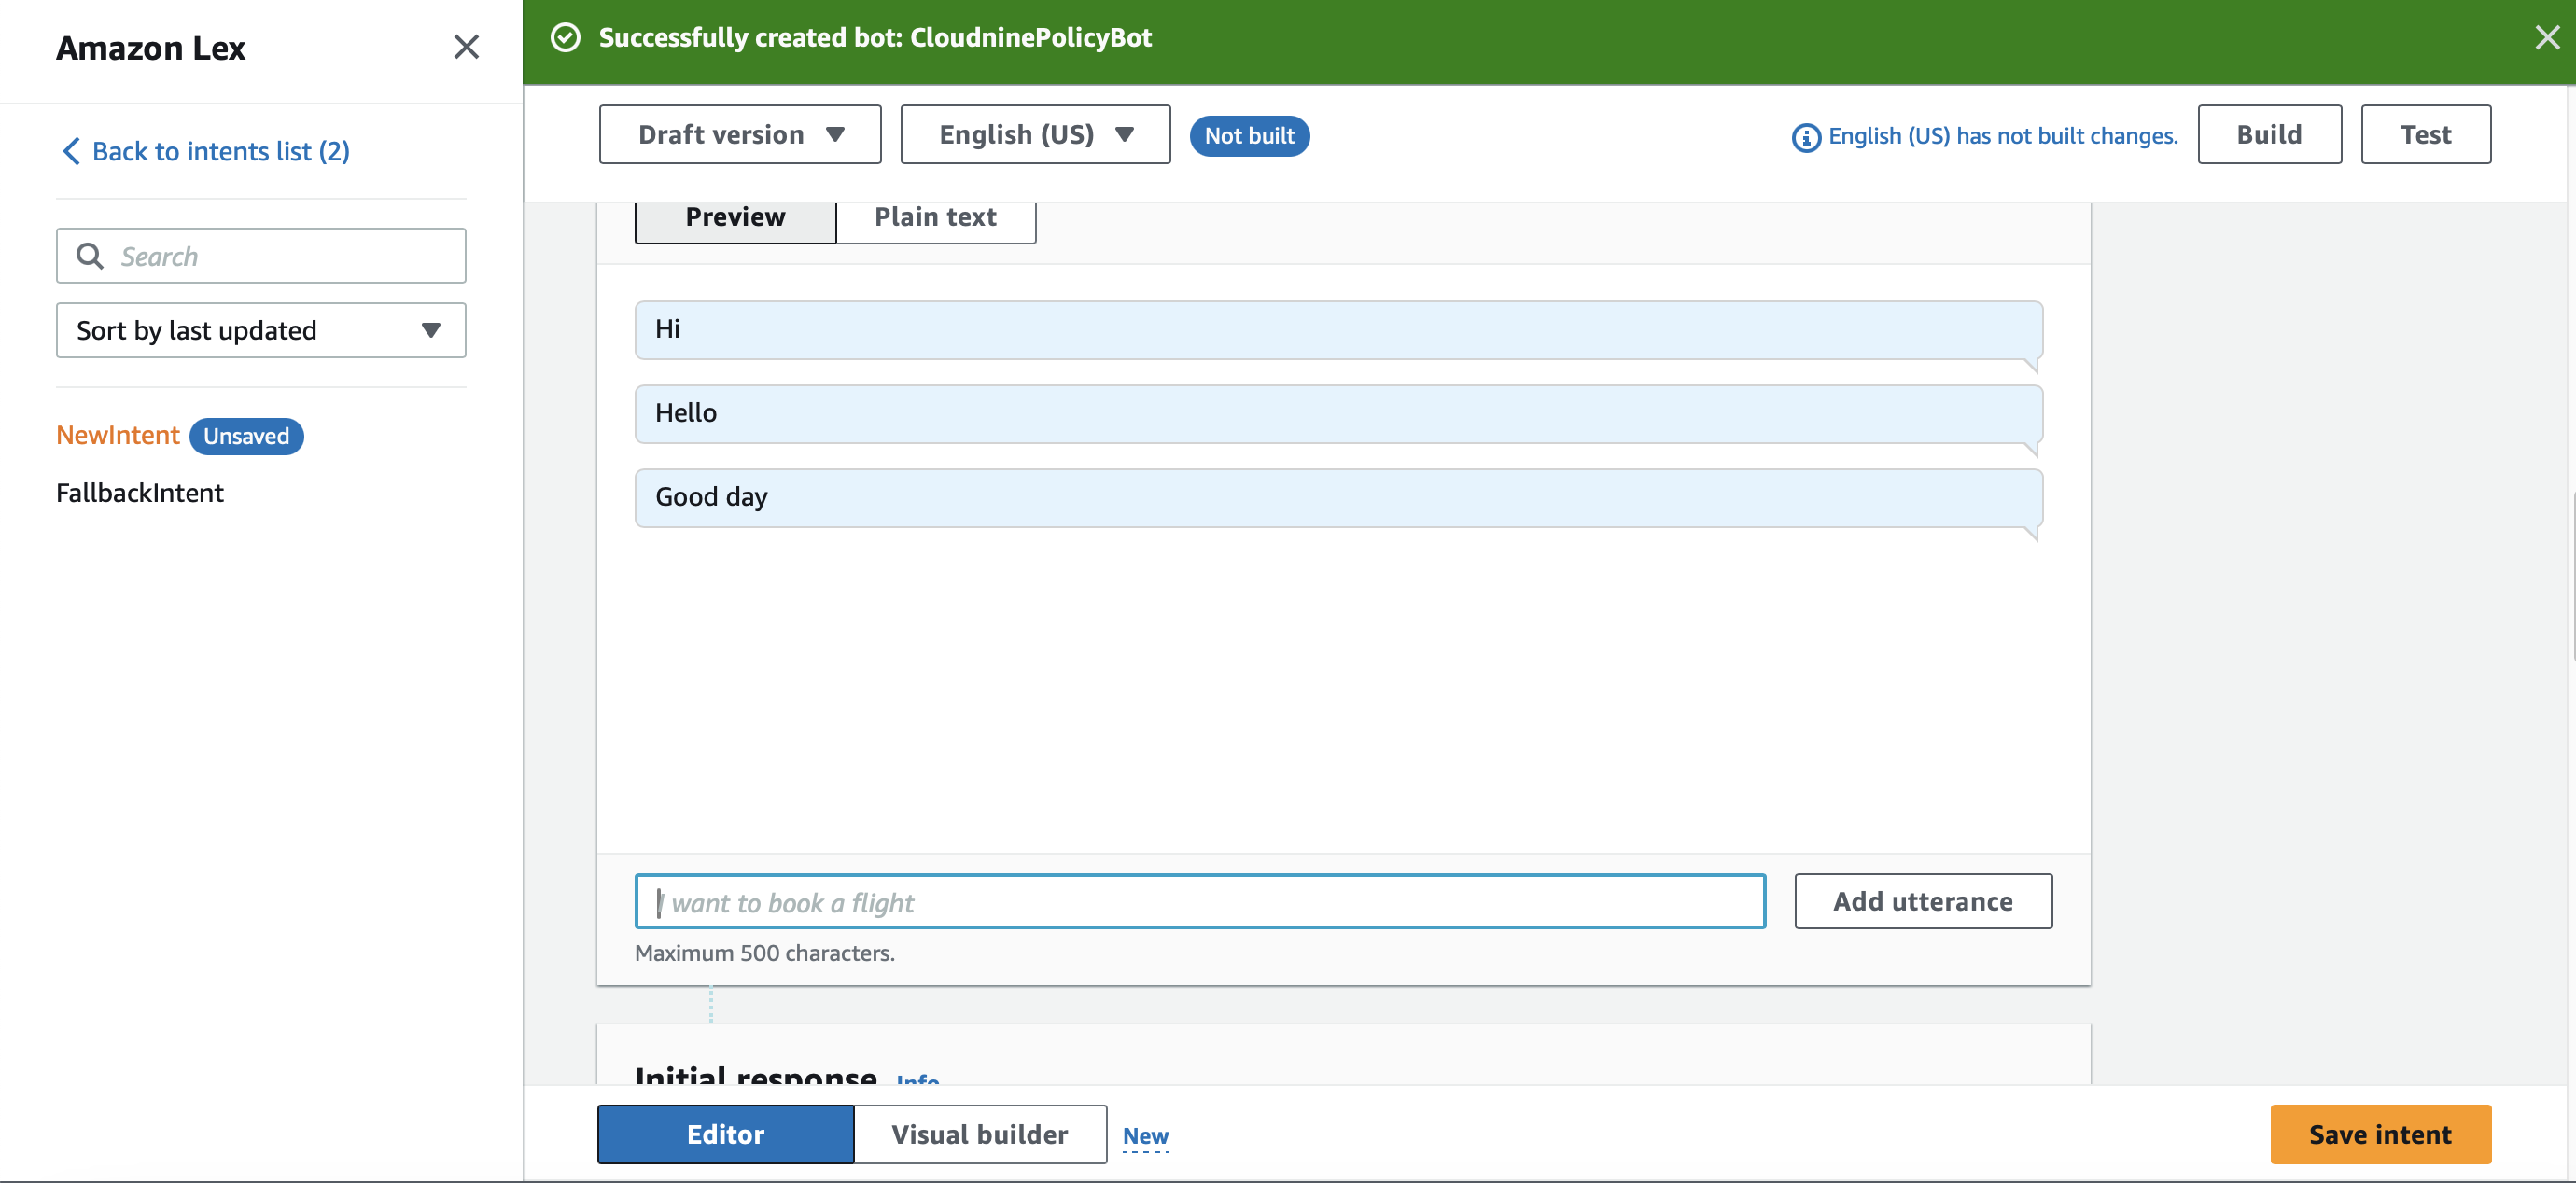 Amazon Lex
Back to intents list (2)
Search
Sort by last updated
NewIntent Unsaved
FallbackIntent
Successfully created bot: CloudninePolicyBot
Draft version English (US) Not built English (US) has not built changes. Build Test
Preview Plain text
Hi
Hello
Good day
I want to book a flight Add utterance
Maximum 500 characters.
Initial response Info
Editor Visual builder New Save intent